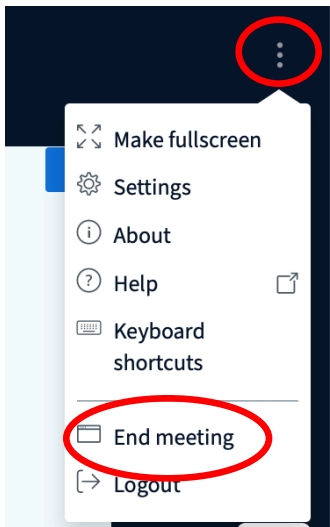 Make fullscreen
Settings
About
Help
Keyboard
shortcuts
End meeting
Logout